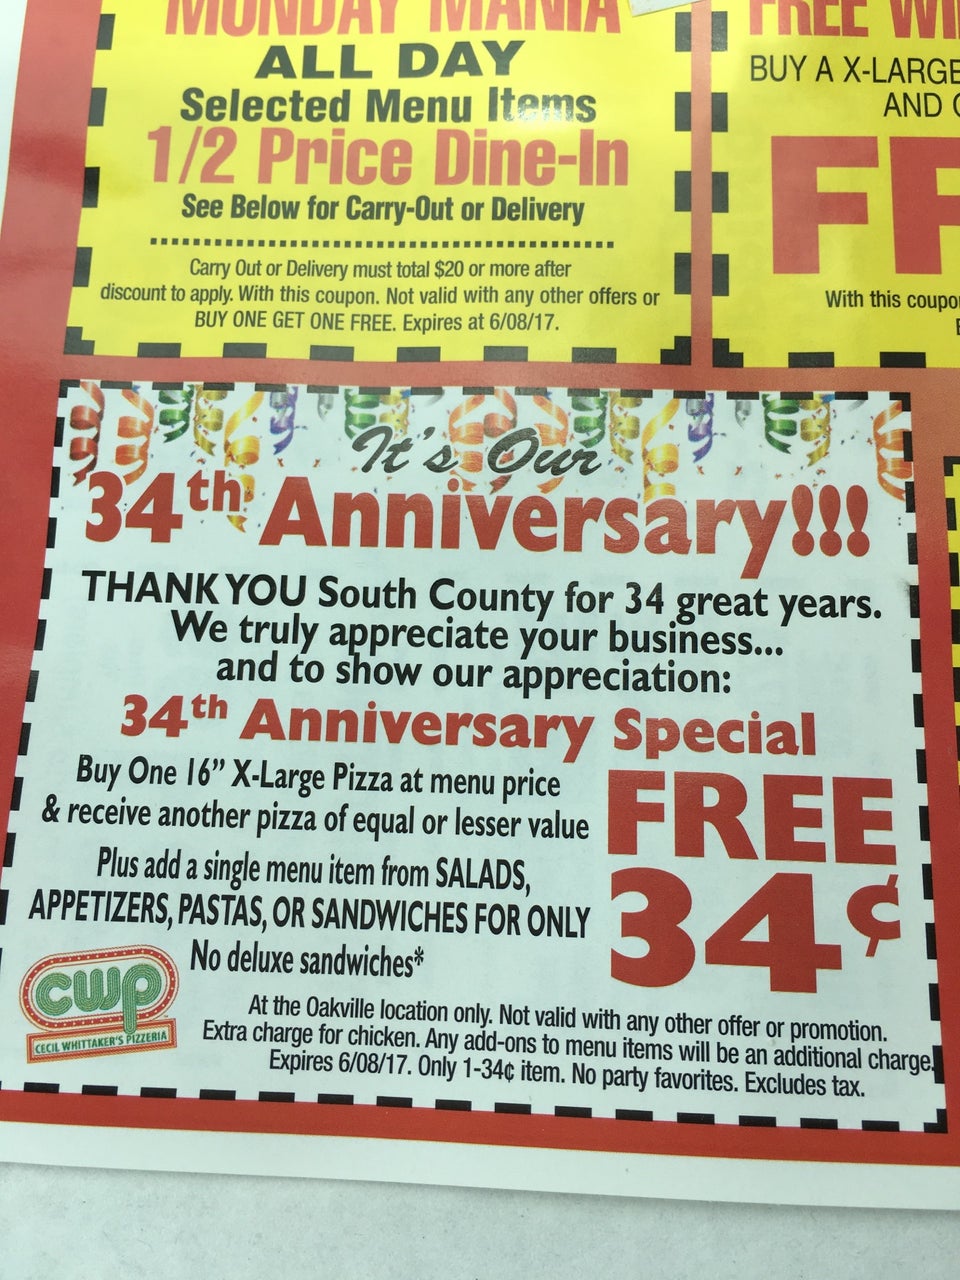 MONDAY MANIA
ALL DAY
Selected Menu Items
1/2 Price Dine-In
See Below for Carry-Out or Delivery
Carry Out or Delivery must total $20 or more after
discount to apply. With this coupon. Not valid with any other offers or
BUY ONE GET ONE FREE. Expires at 6/08/17.
FREE
BUY A X-LARGE
AND
With this
It's Our
34th Anniversary!!!
THANK YOU South County for 34 great years.
We truly appreciate your business...
and to show our appreciation:
34th Anniversary Special
Buy One 16" X-Large Pizza at menu price
& receive another pizza of equal or lesser value
FREE
Plus add a single menu item from SALADS,
APPETIZERS, PASTAS, OR SANDWICHES FOR ONLY
34¢
No deluxe sandwiches*
cwp
CECIL WHITTAKER'S PIZZERIA
At the Oakville location only. Not valid with any other offer or promotion.
Extra charge for chicken. Any add-ons to menu items will be an additional charge.
Expires 6/08/17. Only 1-34¢ item. No party favorites. Excludes tax.